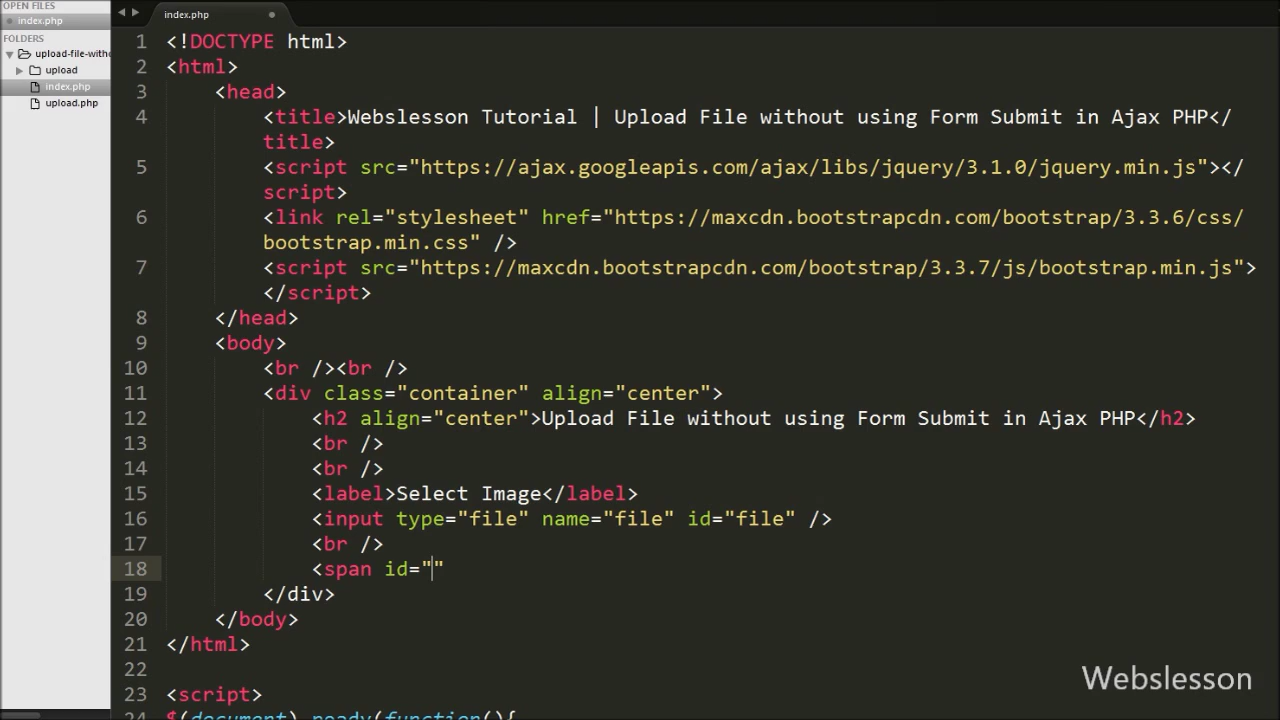 OPEN FILES
index.php
FOLDERS
upload-file-witho
upload
index.php
upload.php
index.php
1 <!DOCTYPE html>
2 <html>
3 <head>
4 <title>Webslesson Tutorial | Upload File without using Form Submit in Ajax PHP</
title>
5 <script src="https://ajax.googleapis.com/ajax/libs/jquery/3.1.0/jquery.min.js"></
script>
6 <link rel="stylesheet" href="https://maxcdn.bootstrapcdn.com/bootstrap/3.3.6/css/
bootstrap.min.css" />
7 <script src="https://maxcdn.bootstrapcdn.com/bootstrap/3.3.7/js/bootstrap.min.js">
</script>
8 </head>
9 <body>
10 <br /><br />
11 <div class="container" align="center">
12 <h2 align="center">Upload File without using Form Submit in Ajax PHP</h2>
13 <br />
14 <br />
15 <label>Select Image</label>
16 <input type="file" name="file" id="file" />
17 <br />
18 <span id=""
19 </div>
20 </body>
21 </html>
22
23 <script>
24 $(document).ready(function(){
Webslesson